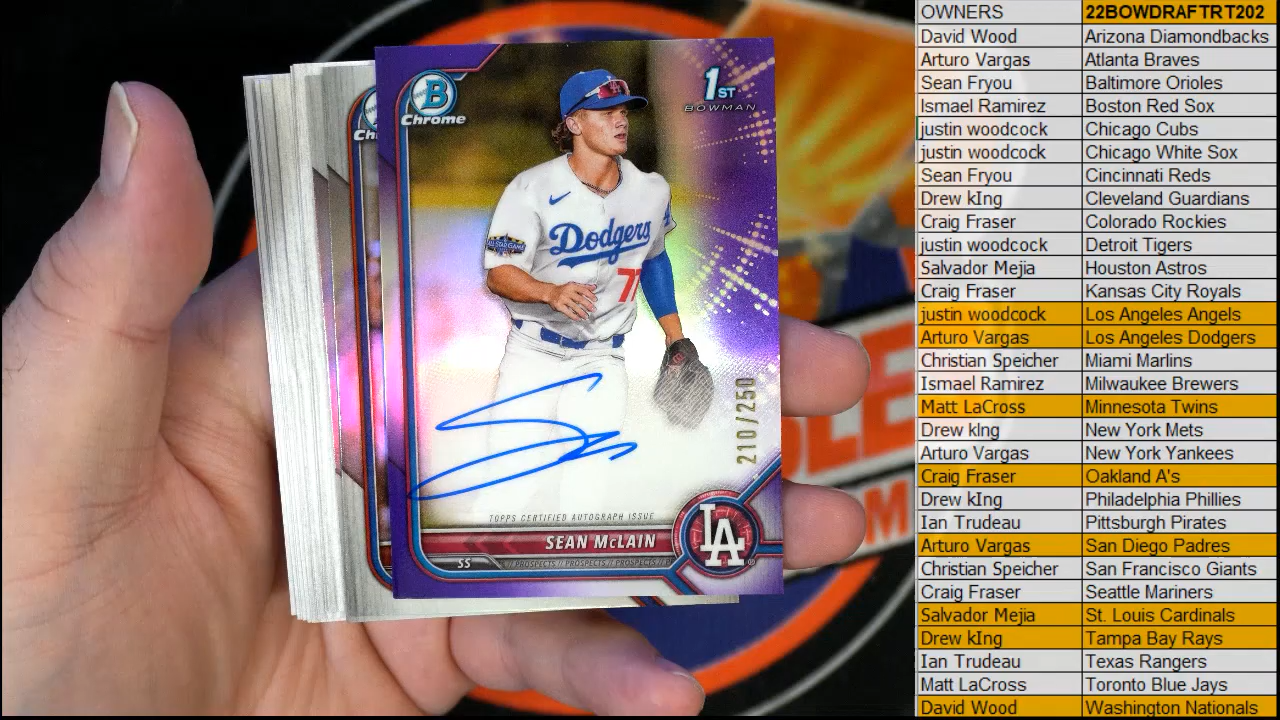 B
Chrome
Ch
1ST
BOWMAN
Dodgers
77
ALL-STAR GAME
210/250
TOPPS CERTIFIED AUTOGRAPH ISSUE
SEAN McLAIN
LA
SS
// PROSPECTS // PROSPECTS // PROSPECTS //
OWNERS 22BOWDRAFTRT202
David Wood Arizona Diamondbacks
Arturo Vargas Atlanta Braves
Sean Fryou Baltimore Orioles
Ismael Ramirez Boston Red Sox
justin woodcock Chicago Cubs
justin woodcock Chicago White Sox
Sean Fryou Cincinnati Reds
Drew kIng Cleveland Guardians
Craig Fraser Colorado Rockies
justin woodcock Detroit Tigers
Salvador Mejia Houston Astros
Craig Fraser Kansas City Royals
justin woodcock Los Angeles Angels
Arturo Vargas Los Angeles Dodgers
Christian Speicher Miami Marlins
Ismael Ramirez Milwaukee Brewers
Matt LaCross Minnesota Twins
Drew kIng New York Mets
Arturo Vargas New York Yankees
Craig Fraser Oakland A's
Drew kIng Philadelphia Phillies
Ian Trudeau Pittsburgh Pirates
Arturo Vargas San Diego Padres
Christian Speicher San Francisco Giants
Craig Fraser Seattle Mariners
Salvador Mejia St. Louis Cardinals
Drew kIng Tampa Bay Rays
Ian Trudeau Texas Rangers
Matt LaCross Toronto Blue Jays
David Wood Washington Nationals